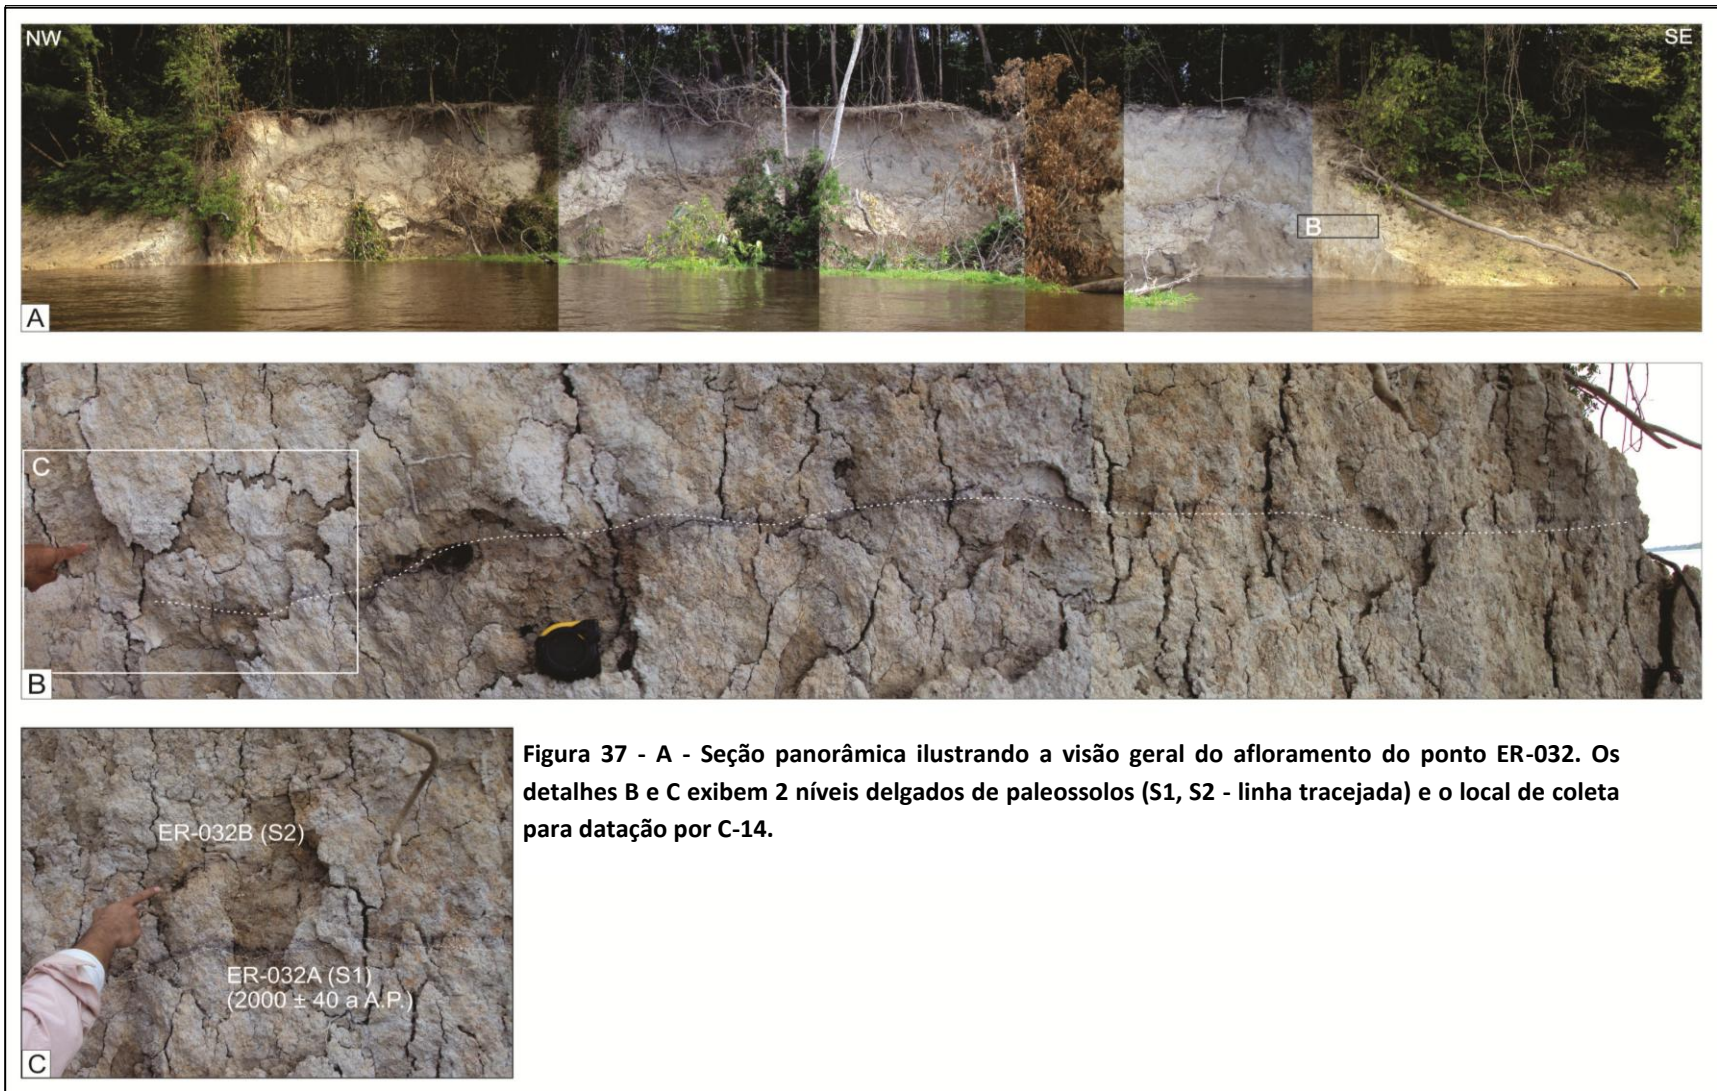 NW
SE
B
A
C
B
ER-032B (S2)
ER-032A (S1)
(2000 ± 40 a A.P.)
C
Figura 37 - A - Seção panorâmica ilustrando a visão geral do afloramento do ponto ER-032. Os
detalhes B e C exibem 2 níveis delgados de paleossolos (S1, S2 - linha tracejada) e o local de coleta
para datação por C-14.